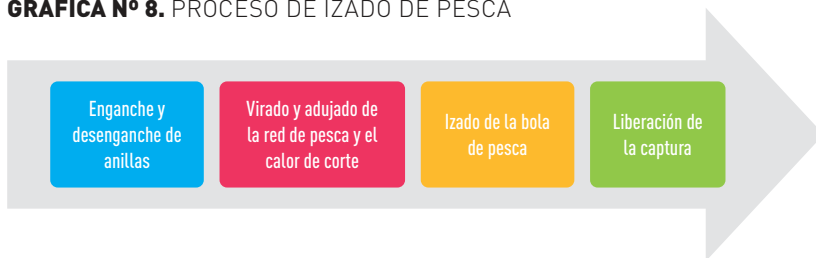 GRÁFICA Nº 8. PROCESO DE IZADO DE PESCA
Enganche y
desenganche de
anillas
Virado y adujado de
la red de pesca y el
calor de corte
Izado de la bola
de pesca
Liberación de
la captura